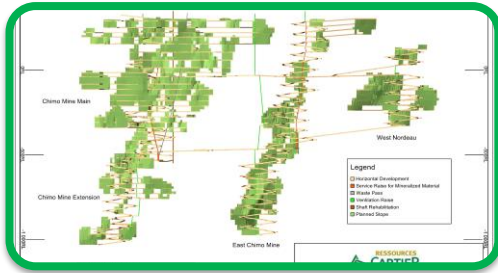 Chimo Mine Main
West Nordeau
Chimo Mine Extension
East Chimo Mine
Legend
Horizontal Development
Service Raise for Mineralized Material
Waste Pass
Ventilation Raise
Shaft Rehabilitation
Planned Stope
RESSOURCES
CARTIER